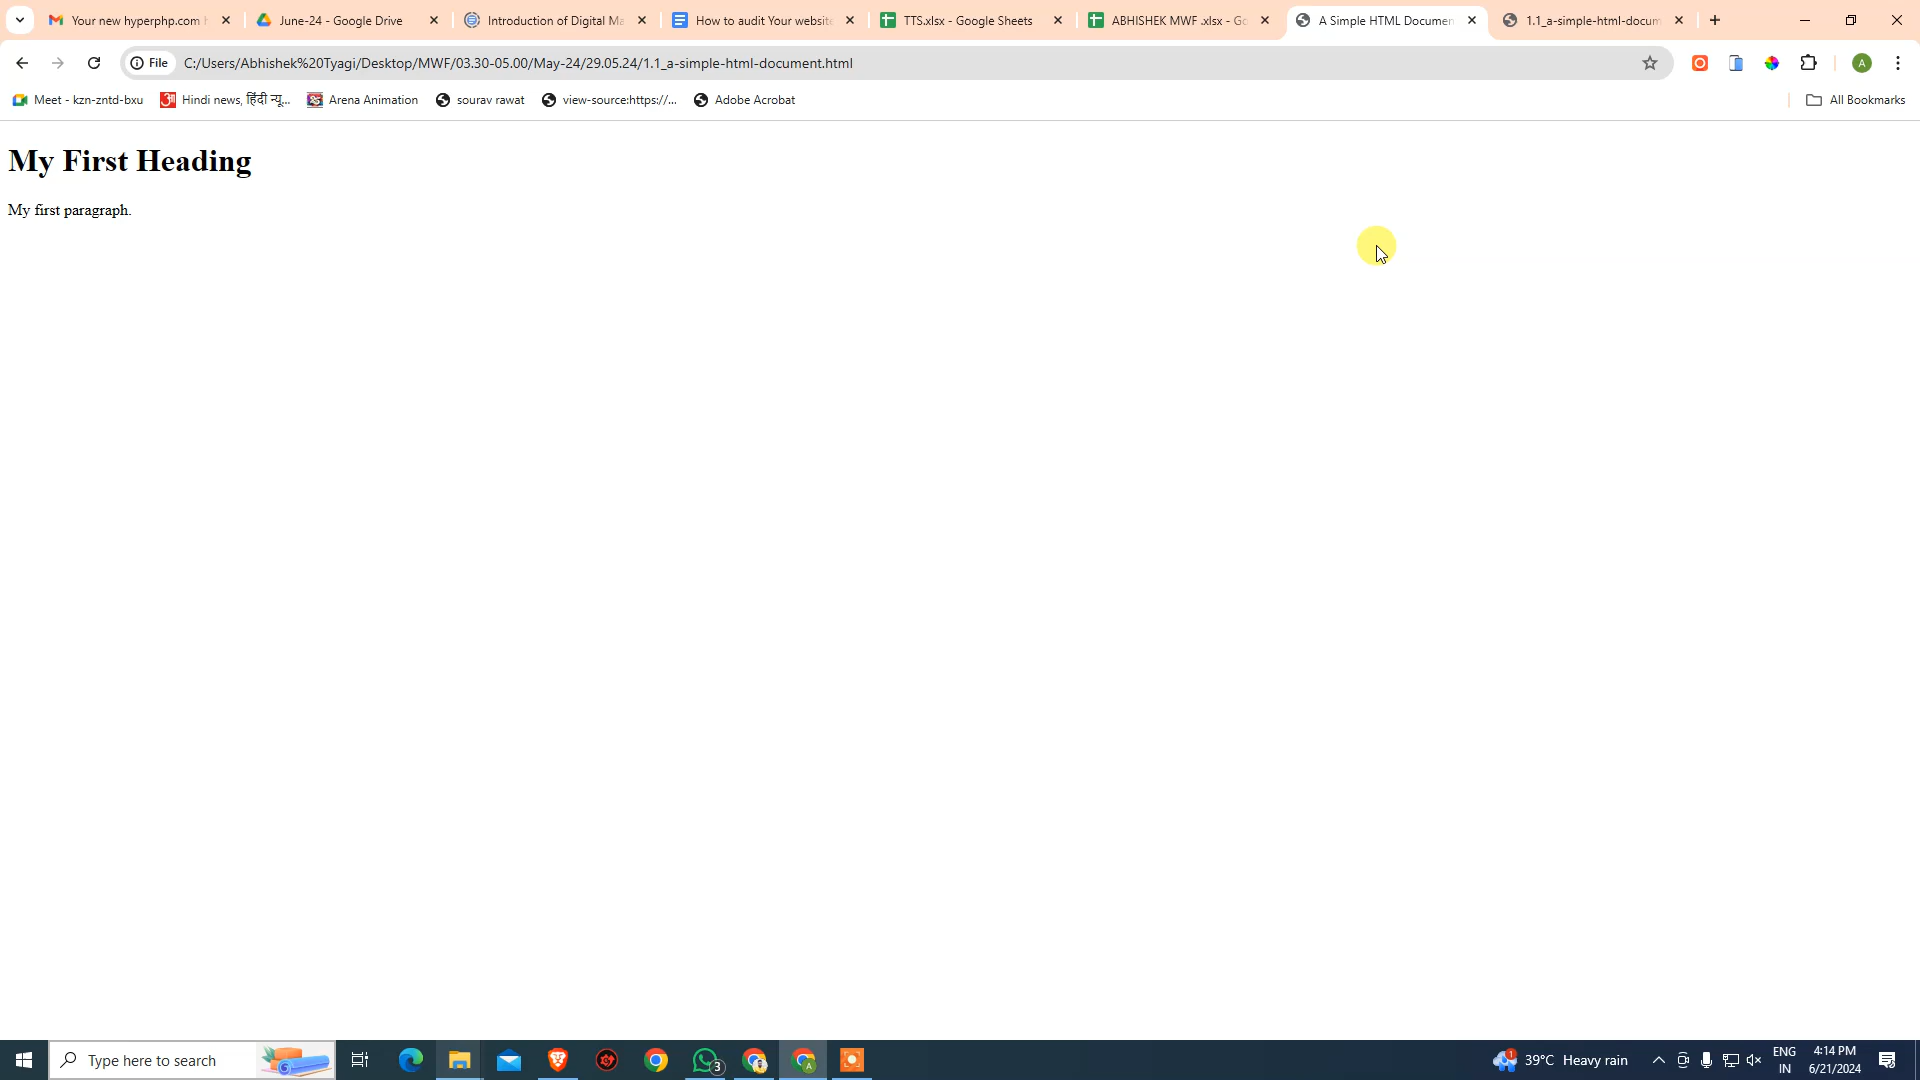 Your new hyperphp.com h
June-24 - Google Drive
Introduction of Digital Ma
How to audit Your website
TTS.xlsx - Google Sheets
ABHISHEK MWF .xlsx - Go
A Simple HTML Documen
1.1_a-simple-html-docum
File
C:/Users/Abhishek%20Tyagi/Desktop/MWF/03.30-05.00/May-24/29.05.24/1.1_a-simple-html-document.html
A
Meet - kzn-zntd-bxu
Hindi news, हिंदी न्यू...
Arena Animation
sourav rawat
view-source:https://...
Adobe Acrobat
All Bookmarks
My First Heading
My first paragraph.
Type here to search
3
A
1
39°C Heavy rain
ENG
IN
4:14 PM
6/21/2024